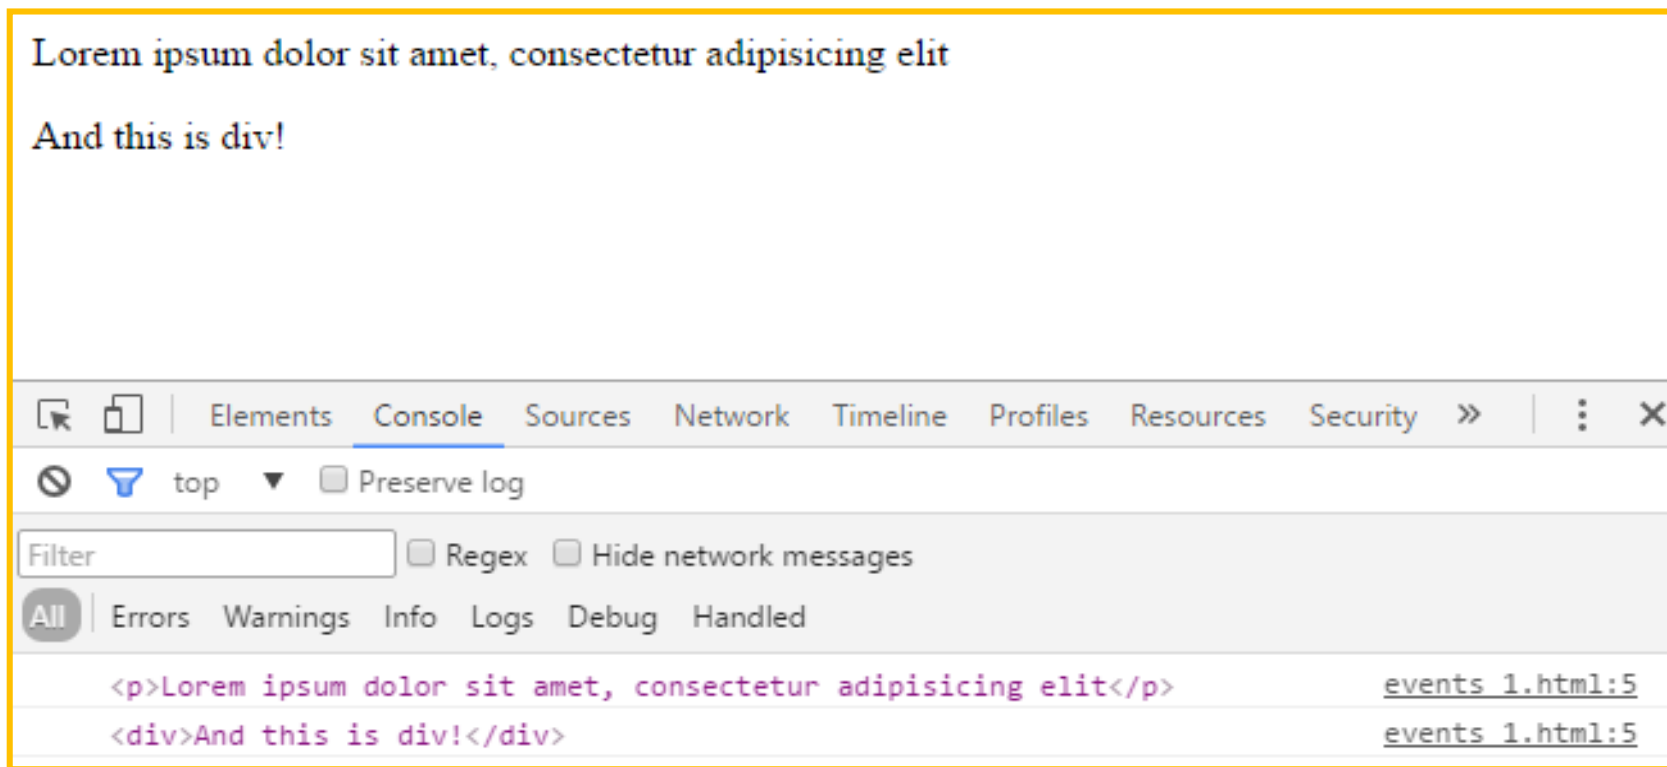 Lorem ipsum dolor sit amet, consectetur adipisicing elit
And this is div!
Elements Console Sources Network Timeline Profiles Resources Security »
top ▼ Preserve log
Filter Regex Hide network messages
All Errors Warnings Info Logs Debug Handled
<p>Lorem ipsum dolor sit amet, consectetur adipisicing elit</p> events 1.html:5
<div>And this is div!</div> events 1.html:5